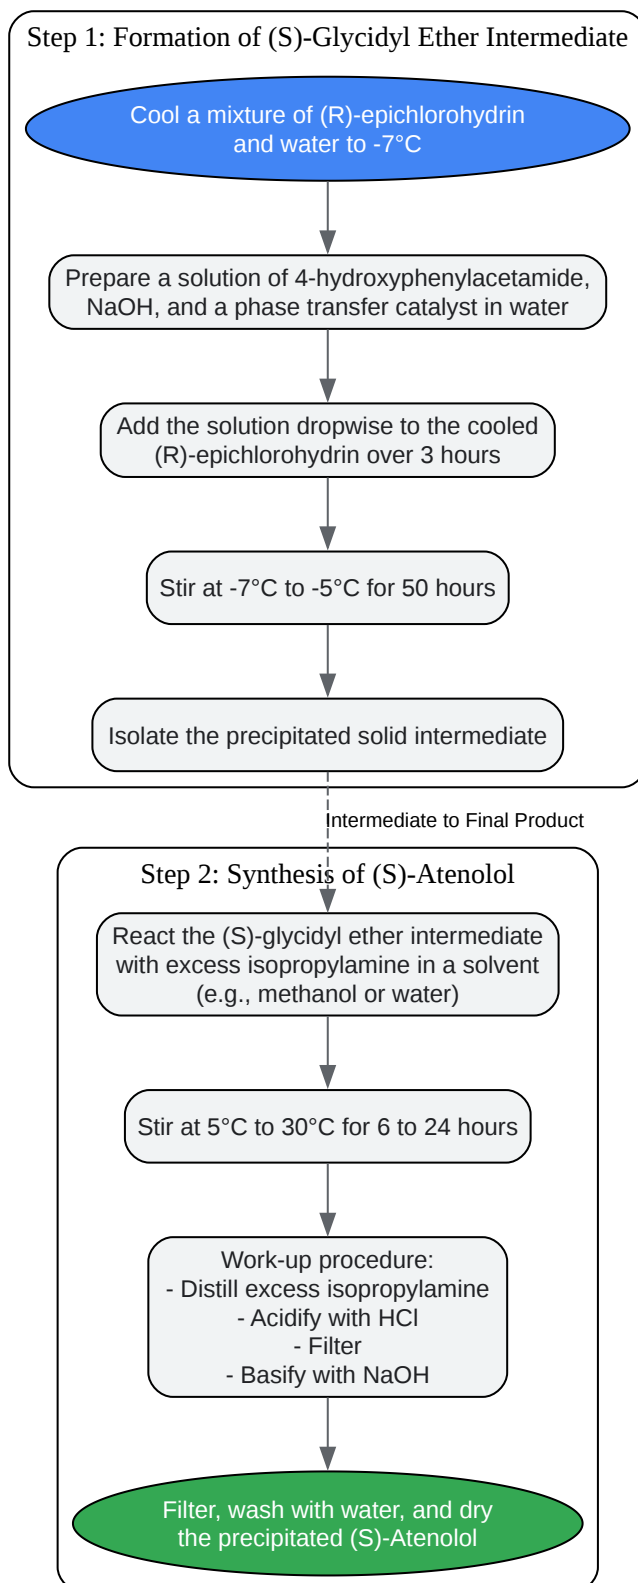 Step 1: Formation of (S)-Glycidyl Ether Intermediate
Cool a mixture of (R)-epichlorohydrin
and water to -7°C
Prepare a solution of 4-hydroxyphenylacetamide,
NaOH, and a phase transfer catalyst in water
Add the solution dropwise to the cooled
(R)-epichlorohydrin over 3 hours
Stir at -7°C to -5°C for 50 hours
Isolate the precipitated solid intermediate
Intermediate to Final Product
Step 2: Synthesis of (S)-Atenolol
React the (S)-glycidyl ether intermediate
with excess isopropylamine in a solvent
(e.g., methanol or water)
Stir at 5°C to 30°C for 6 to 24 hours
Work-up procedure:
- Distill excess isopropylamine
- Acidify with HCl
- Filter
- Basify with NaOH
Filter, wash with water, and dry
the precipitated (S)-Atenolol